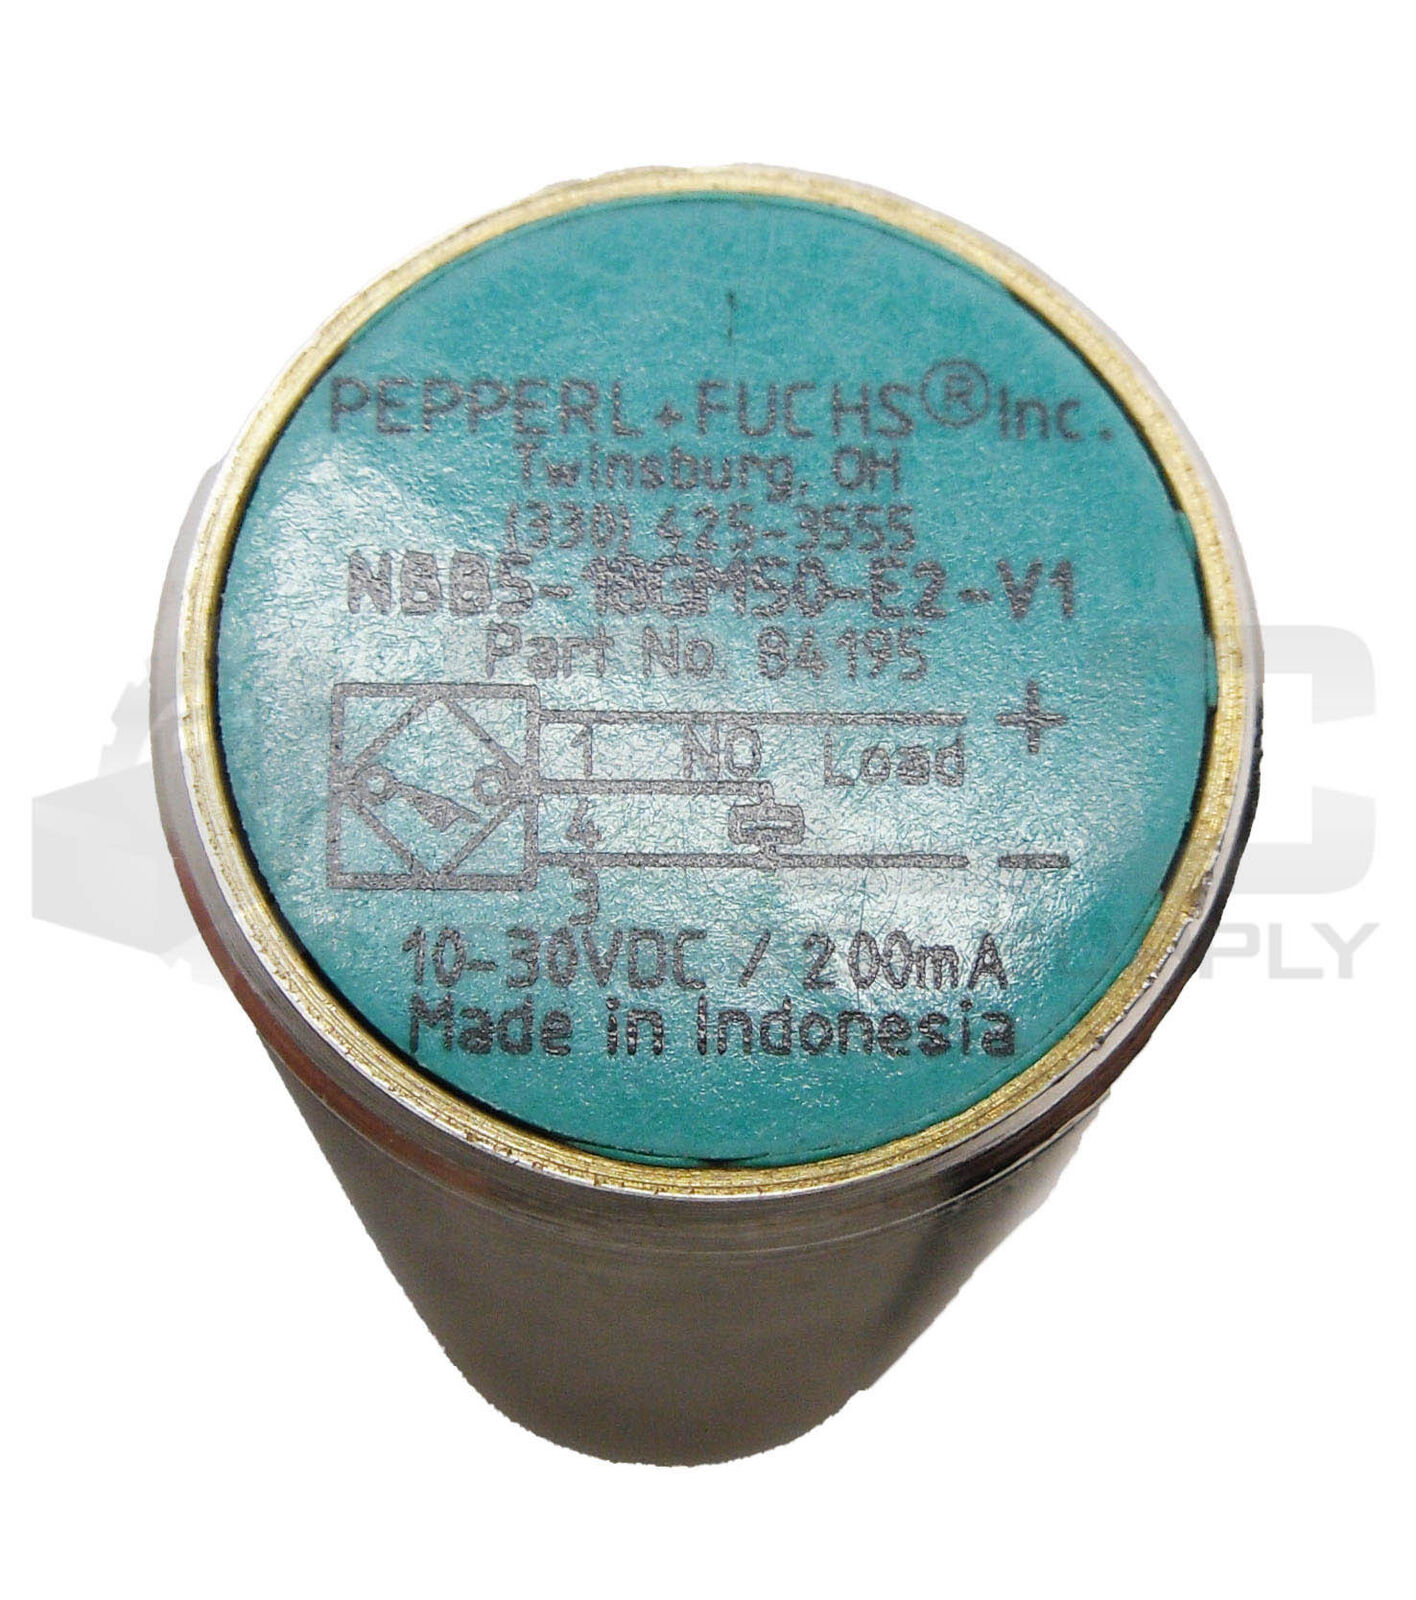 PEPPERL+FUCHS® Inc.
Twinsburg, OH
(330) 425-3555
NBB5-18GM50-E2-V1
Part No. 84195
1 NO Load +
4
3 -
10-30VDC / 200mA
Made in Indonesia